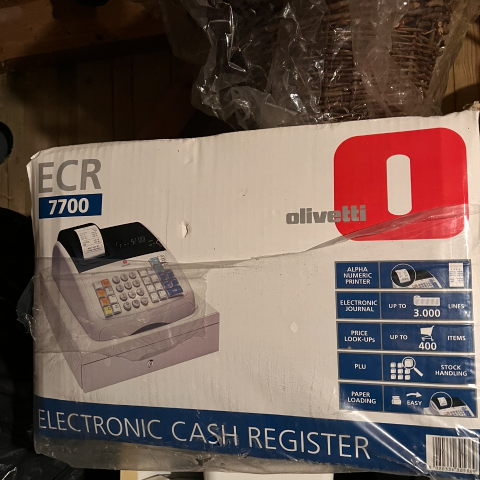 ECR
7700
olivetti
ALPHA
NUMERIC
PRINTER
ELECTRONIC
JOURNAL
UP TO
3.000
LINES
PRICE
LOOK-UPs
UP TO
400
ITEMS
PLU
STOCK
HANDLING
PAPER
LOADING
EASY
ELECTRONIC CASH REGISTER